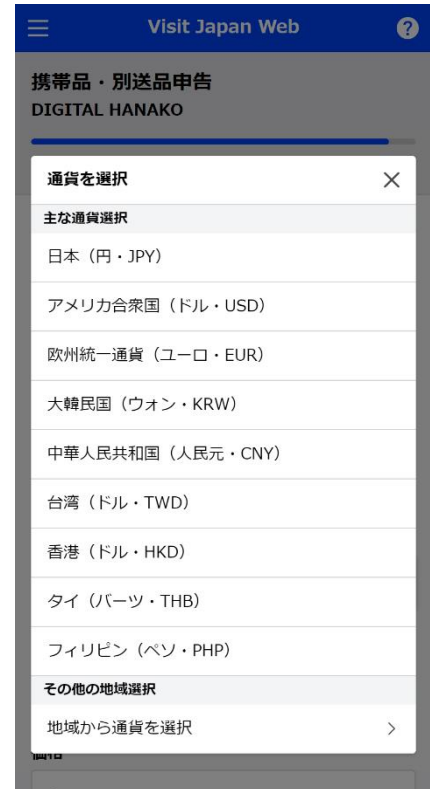 Visit Japan Web
携帯品・別送品申告
DIGITAL HANAKO
通貨を選択
主な通貨選択
日本（円・JPY）
アメリカ合衆国（ドル・USD）
欧州統一通貨（ユーロ・EUR）
大韓民国（ウォン・KRW）
中華人民共和国（人民元・CNY）
台湾（ドル・TWD）
香港（ドル・HKD）
タイ（バーツ・THB）
フィリピン（ペソ・PHP）
その他の地域選択
地域から通貨を選択